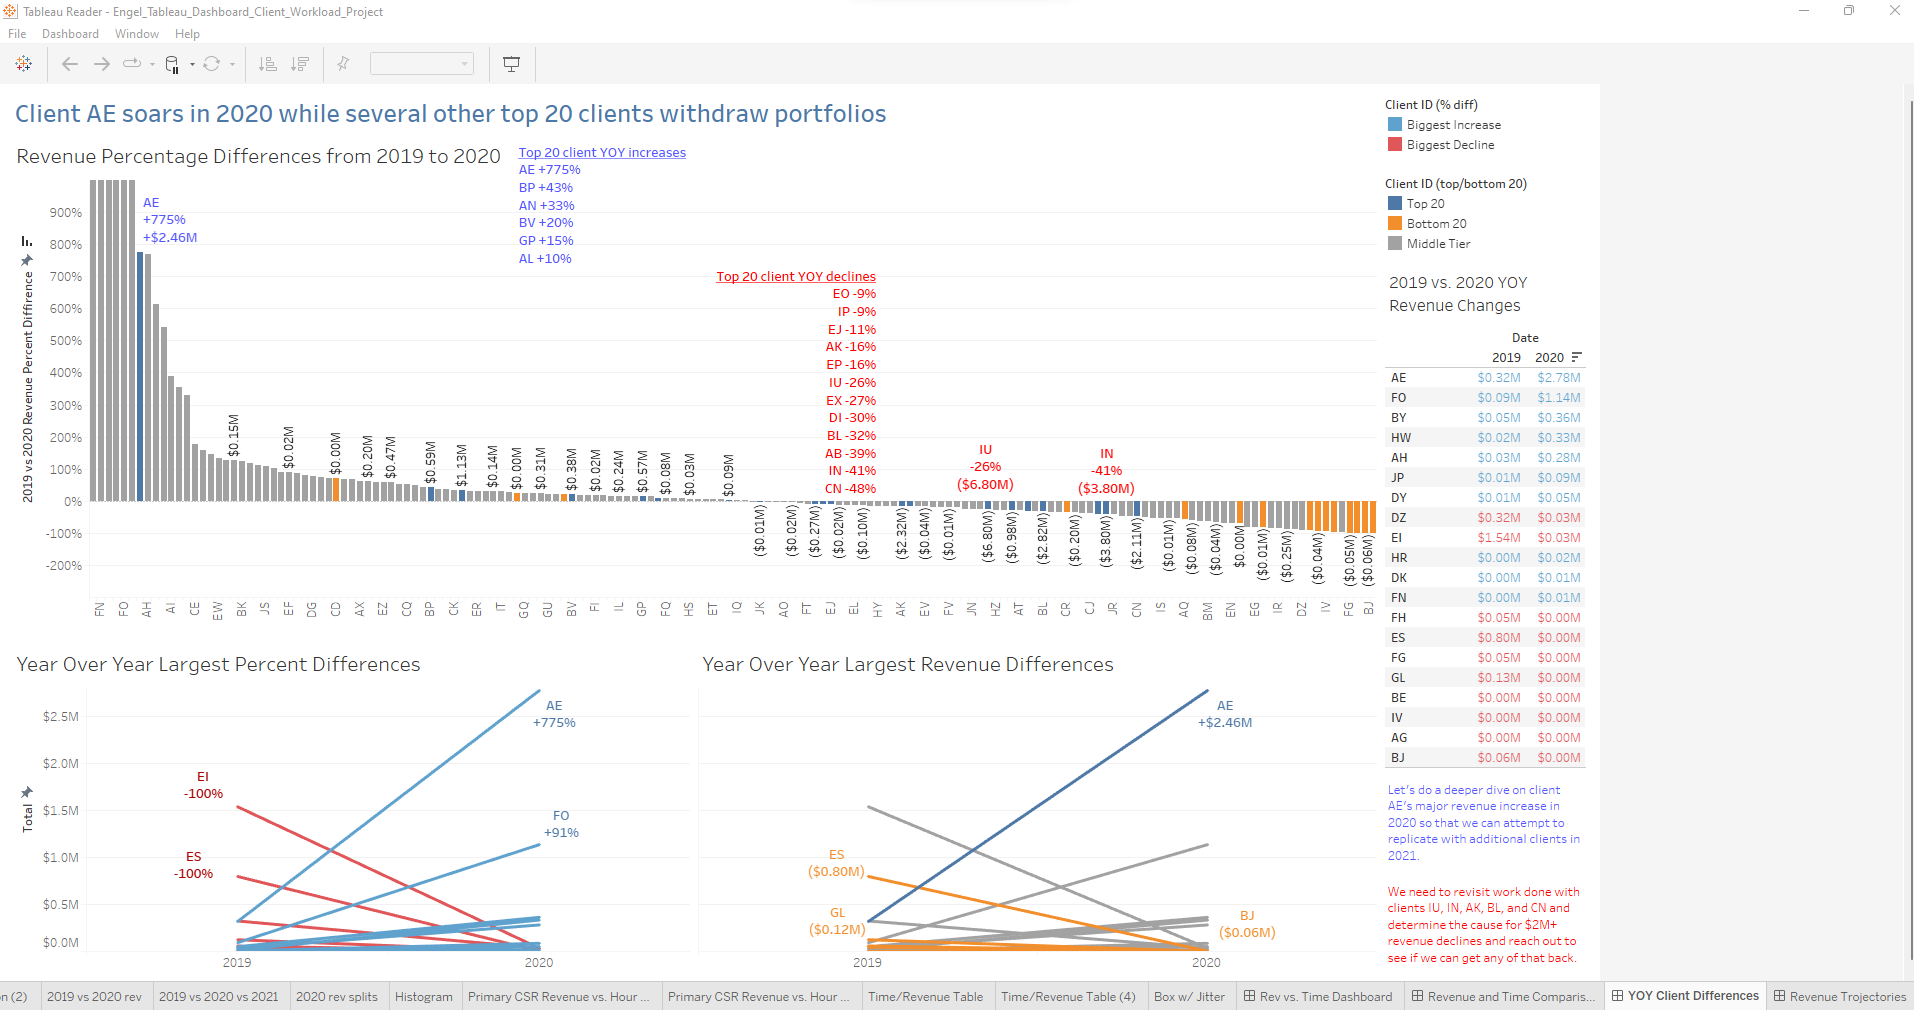 Tableau Reader - Engel_Tableau_Dashboard_Client_Workload_Project
File Dashboard Window Help
Client AE soars in 2020 while several other top 20 clients withdraw portfolios
Revenue Percentage Differences from 2019 to 2020
Top 20 client YOY increases
AE +775%
BP +43%
AN +33%
BV +20%
GP +15%
AL +10%
AE
+775%
+$2.46M
Top 20 client YOY declines
EO -9%
IP -9%
EJ -11%
AK -16%
EP -16%
IU -26%
EX -27%
DI -30%
BL -32%
AB -39%
IN -41%
CN -48%
IU
-26%
($6.80M)
IN
-41%
($3.80M)
2019 vs 2020 Revenue Percent Diffirence
900%
800%
700%
600%
500%
400%
300%
200%
100%
0%
-100%
-200%
$0.15M
$0.02M
$0.00M
$0.20M
$0.47M
$0.59M
$1.13M
$0.14M
$0.00M
$0.31M
$0.38M
$0.02M
$0.24M
$0.57M
$0.08M
$0.03M
$0.09M
($0.01M)
($0.02M)
($0.27M)
($0.02M)
($0.10M)
($2.32M)
($0.04M)
($0.01M)
($6.80M)
($0.98M)
($2.82M)
($0.20M)
($3.80M)
($2.11M)
($0.01M)
($0.08M)
($0.04M)
$0.00M
($0.01M)
($0.25M)
($0.04M)
($0.05M)
($0.06M)
FN FO AH AI CE EW BK JS EF DG CD AX EZ CQ BP CK ER IT GQ GU BV FI IL GP FQ HS ET IQ JK AO FT EJ EL HY AK EV FV JN HZ AT BL CR CJ JR CN IS AQ BM EN EG IR DZ IV FG BJ
Client ID (% diff)
Biggest Increase
Biggest Decline
Client ID (top/bottom 20)
Top 20
Bottom 20
Middle Tier
2019 vs. 2020 YOY
Revenue Changes
Date
2019 2020
AE $0.32M $2.78M
FO $0.09M $1.14M
BY $0.05M $0.36M
HW $0.02M $0.33M
AH $0.03M $0.28M
JP $0.01M $0.09M
DY $0.01M $0.05M
DZ $0.32M $0.03M
EI $1.54M $0.03M
HR $0.00M $0.02M
DK $0.00M $0.01M
FN $0.00M $0.01M
FH $0.05M $0.00M
ES $0.80M $0.00M
FG $0.05M $0.00M
GL $0.13M $0.00M
BE $0.00M $0.00M
IV $0.00M $0.00M
AG $0.00M $0.00M
BJ $0.06M $0.00M
Let's do a deeper dive on client
AE's major revenue increase in
2020 so that we can attempt to
replicate with additional clients in
2021.
We need to revisit work done with
clients IU, IN, AK, BL, and CN and
determine the cause for $2M+
revenue declines and reach out to
see if we can get any of that back.
Year Over Year Largest Percent Differences
Total
$2.5M
$2.0M
$1.5M
$1.0M
$0.5M
$0.0M
AE
+775%
EI
-100%
FO
+91%
ES
-100%
2019 2020
Year Over Year Largest Revenue Differences
AE
+$2.46M
ES
($0.80M)
GL
($0.12M)
BJ
($0.06M)
2019 2020
n (2) 2019 vs 2020 rev 2019 vs 2020 vs 2021 2020 rev splits Histogram Primary CSR Revenue vs. Hour ... Primary CSR Revenue vs. Hour ... Time/Revenue Table Time/Revenue Table (4) Box w/ Jitter Rev vs. Time Dashboard Revenue and Time Comparis... YOY Client Differences Revenue Trajectories